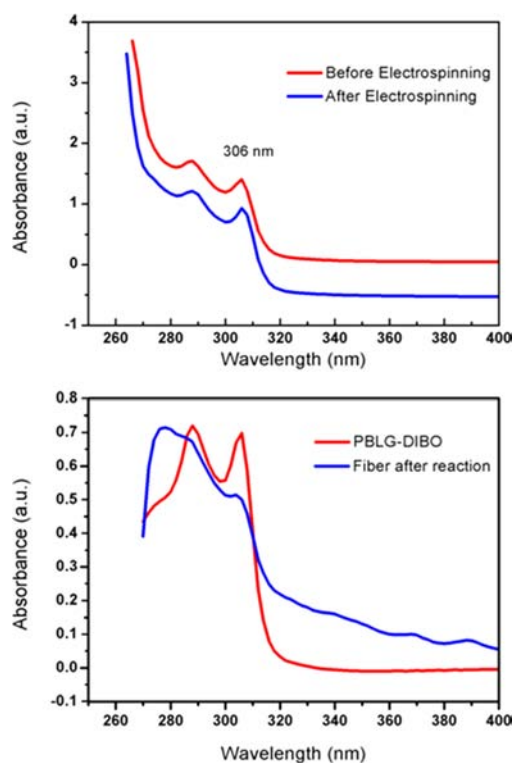 4
3
2
1
0
-1
Absorbance (a.u.)
Before Electrospinning
After Electrospinning
306 nm
260 280 300 320 340 360 380 400
Wavelength (nm)
0.8
0.7
0.6
0.5
0.4
0.3
0.2
0.1
0.0
-0.1
Absorbance (a.u.)
PBLG-DIBO
Fiber after reaction
260 280 300 320 340 360 380 400
Wavelength (nm)